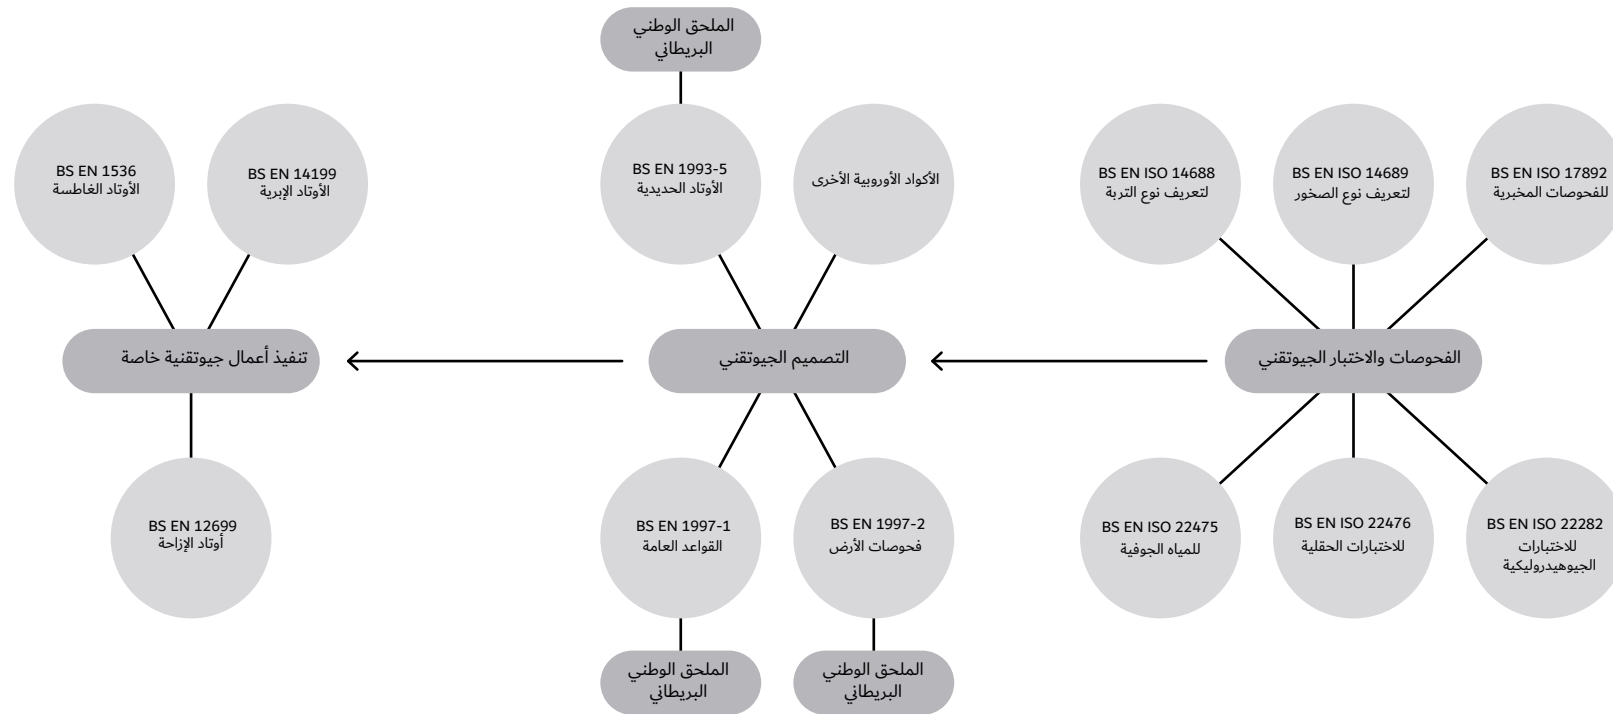 الملحق الوطني
البريطاني
BS EN ISO 17892
للفحوصات المخبرية
BS EN ISO 14689
لتعريف نوع الصخور
BS EN ISO 14688
لتعريف نوع التربة
الأكواد الأوروبية الأخرى
BS EN 1993-5
الأوتاد الحديدية
BS EN 14199
الأوتاد الإبرية
BS EN 1536
الأوتاد الغاطسة
الفحوصات والاختبار الجيوتقني
التصميم الجيوتقني
تنفيذ أعمال جيوتقنية خاصة
BS EN ISO 22282
للاختبارات
الجيوهيدروليكية
BS EN ISO 22476
للاختبارات الحقلية
BS EN ISO 22475
للمياه الجوفية
BS EN 1997-2
فحوصات الأرض
BS EN 1997-1
القواعد العامة
BS EN 12699
أوتاد الإزاحة
الملحق الوطني
البريطاني
الملحق الوطني
البريطاني